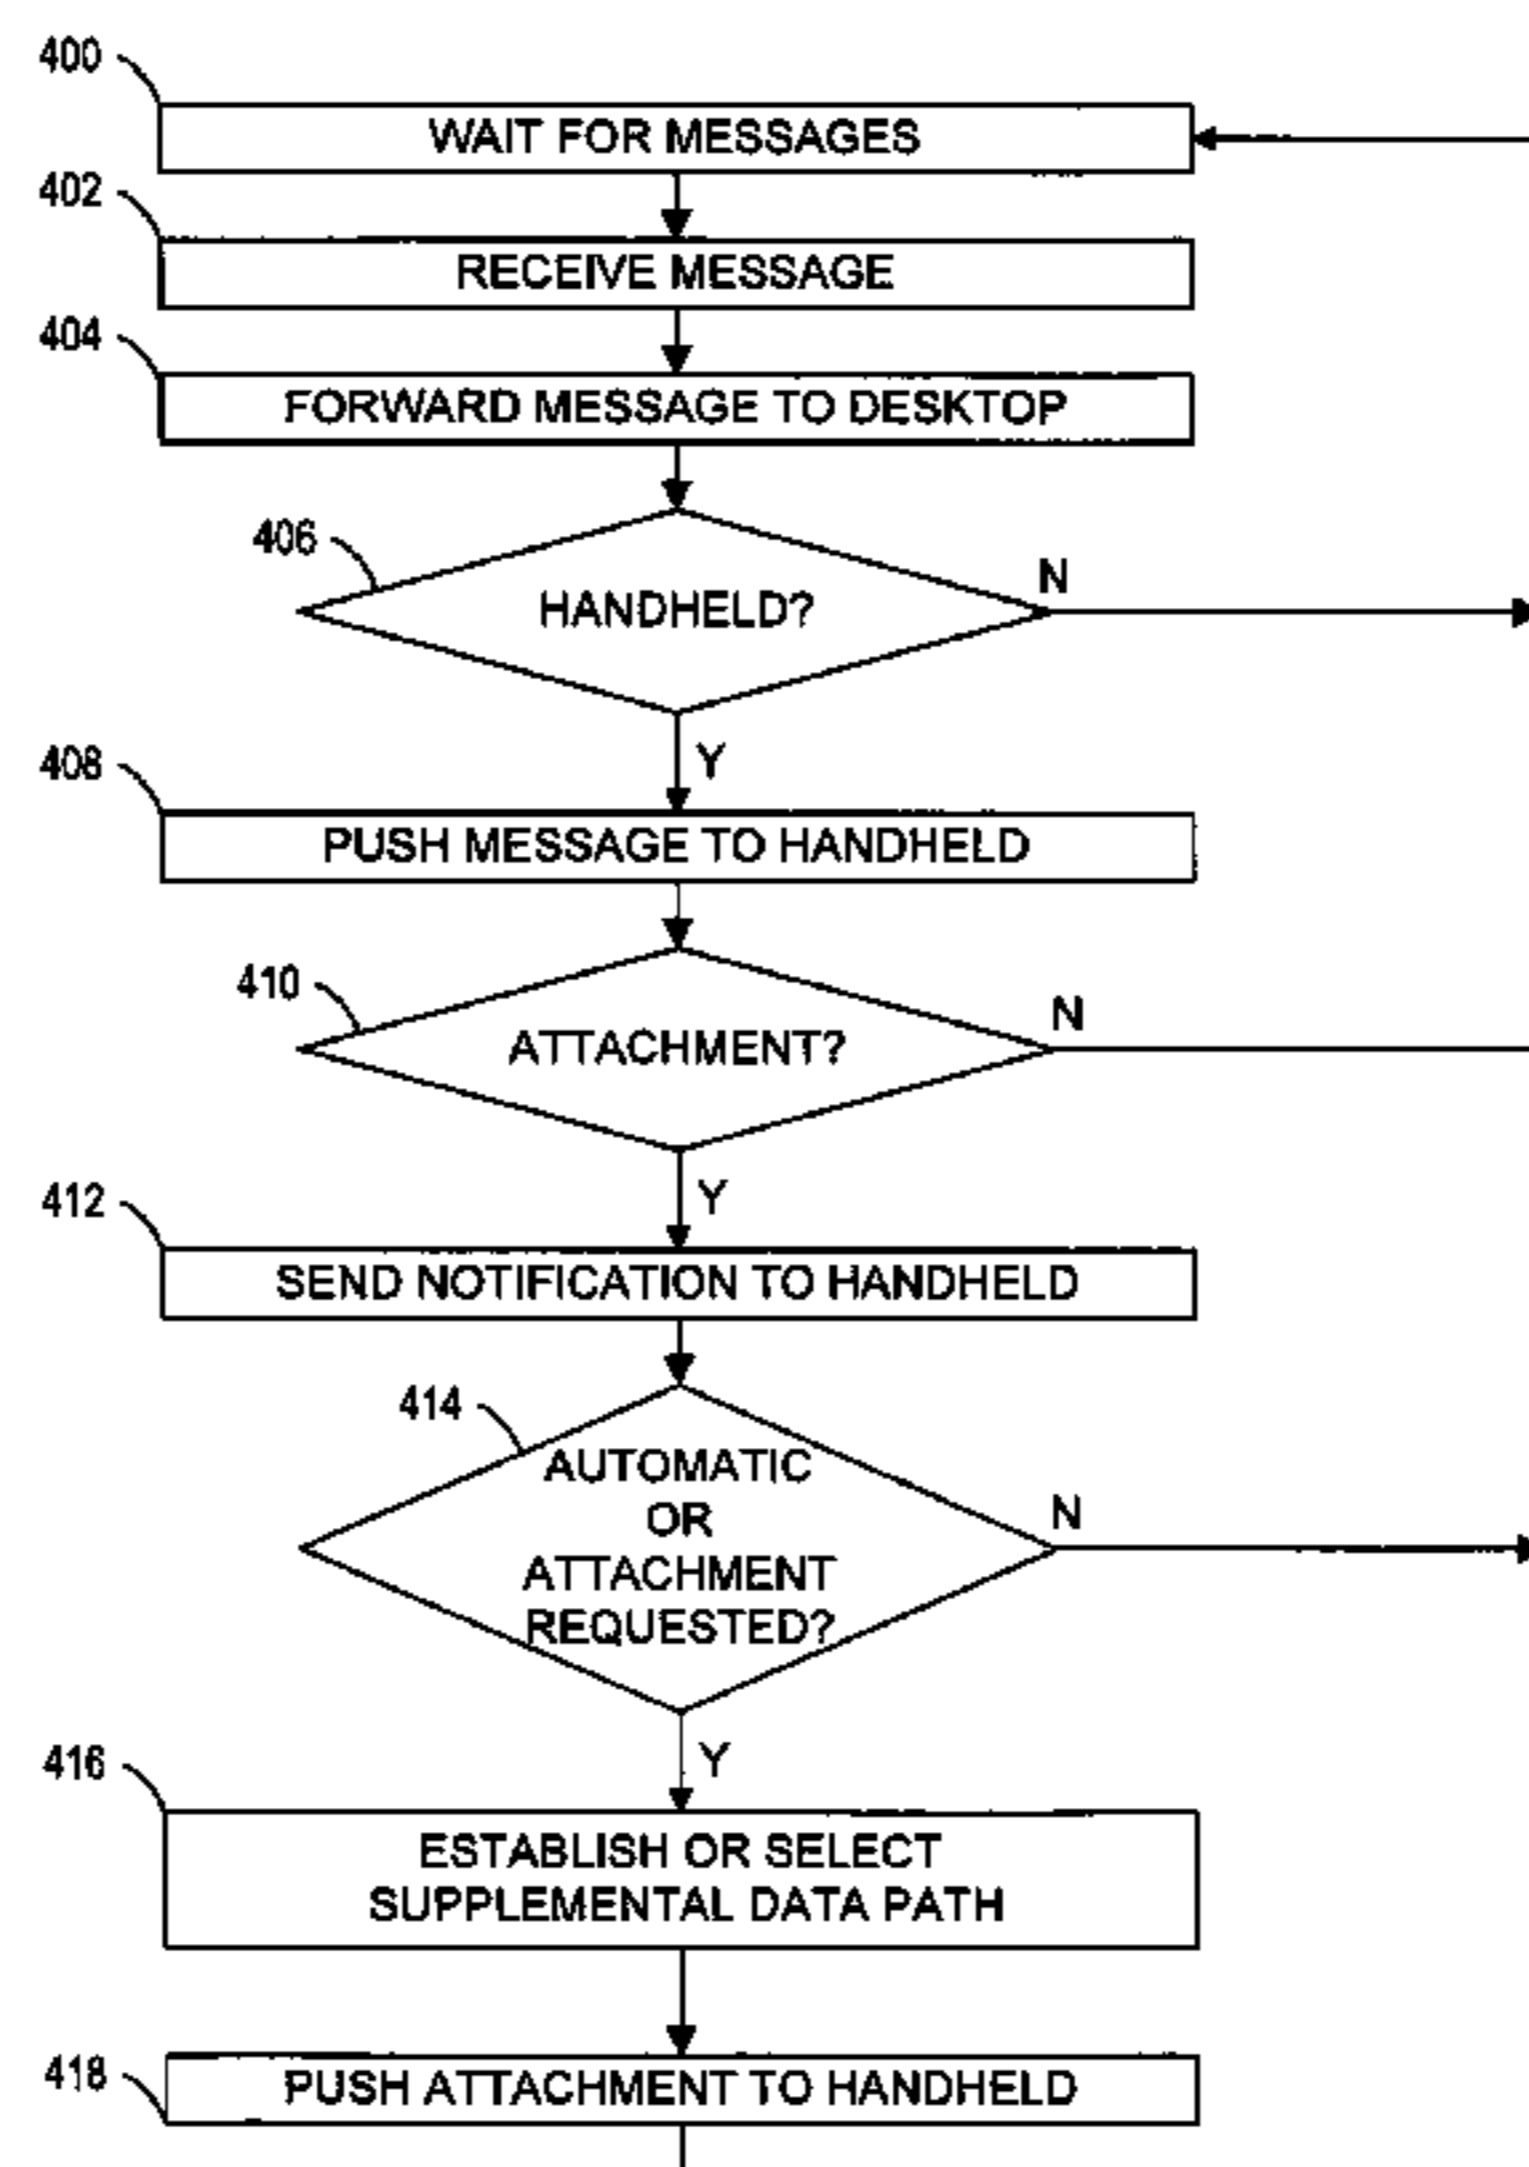 400
WAIT FOR MESSAGES
402
RECEIVE MESSAGE
404
FORWARD MESSAGE TO DESKTOP
406
HANDHELD?
N
Y
408
PUSH MESSAGE TO HANDHELD
410
ATTACHMENT?
N
Y
412
SEND NOTIFICATION TO HANDHELD
414
AUTOMATIC
OR
ATTACHMENT
REQUESTED?
N
Y
416
ESTABLISH OR SELECT
SUPPLEMENTAL DATA PATH
418
PUSH ATTACHMENT TO HANDHELD